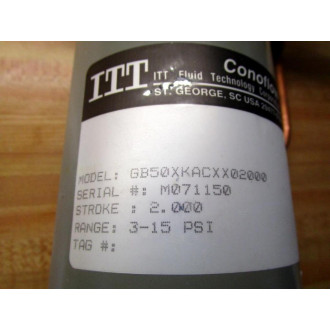 ITT Conoflow
ITT Fluid Technology
ST. GEORGE, SC USA
MODEL: GB50XKACXX02000
SERIAL #: M071150
STROKE : 2.000
RANGE: 3-15 PSI
TAG #: